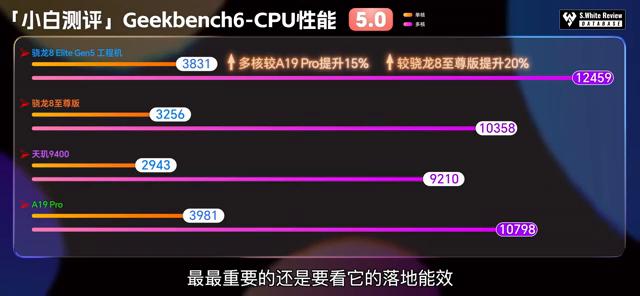 「小白测评」Geekbench6-CPU性能 5.0
单核
多核
S.White Review
DATABASE
骁龙8 Elite Gen5 工程机
3831
多核较A19 Pro提升15% 较骁龙8至尊版提升20%
12459
骁龙8至尊版
3256
10358
天玑9400
2943
9210
A19 Pro
3981
10798
最最重要的还是要看它的落地能效